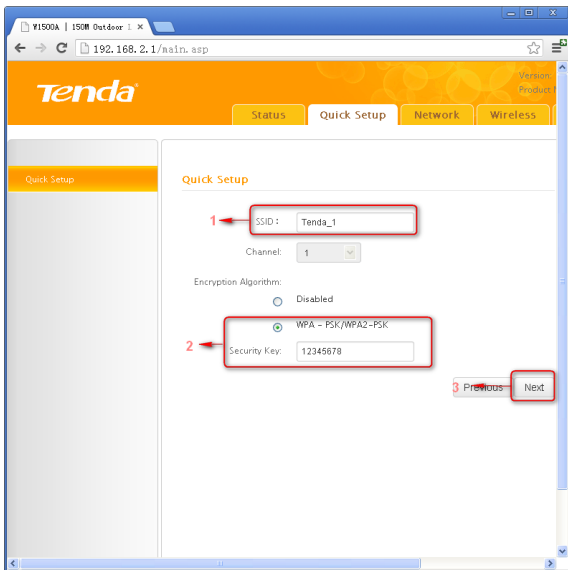 W1500A | 150M Outdoor
192.168.2.1/main.asp
Tenda
Version:
Product
Status
Quick Setup
Network
Wireless
Quick Setup
Quick Setup
1
SSID:
Tenda_1
Channel:
1
Encryption Algorithm:
Disabled
WPA - PSK/WPA2-PSK
2
Security Key:
12345678
3
Previous
Next